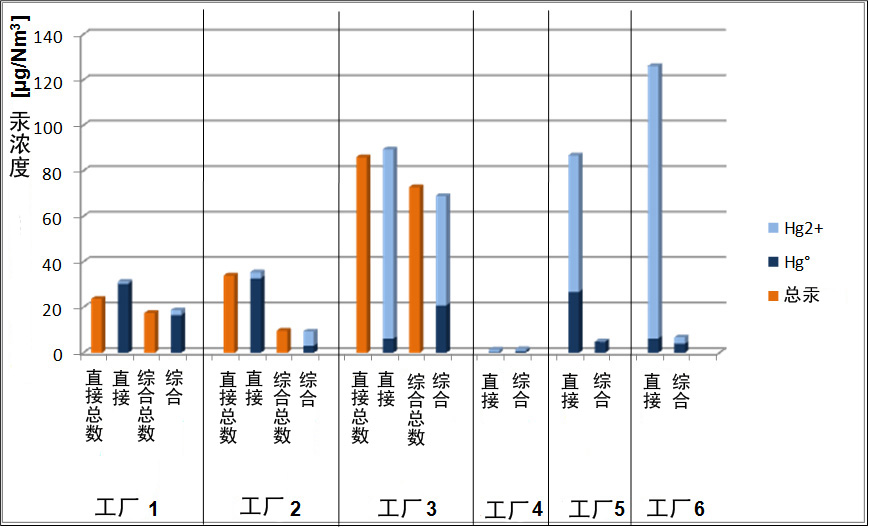 汞浓度 [µg/Nm³]
140
120
100
80
60
40
20
0
Hg2+
Hg°
总汞
直接总数 直接 综合总数 综合 直接总数 直接 综合总数 综合 直接总数 直接 综合总数 综合 直接 综合 直接 综合 直接 综合
工厂 1 工厂 2 工厂 3 工厂4 工厂5 工厂 6